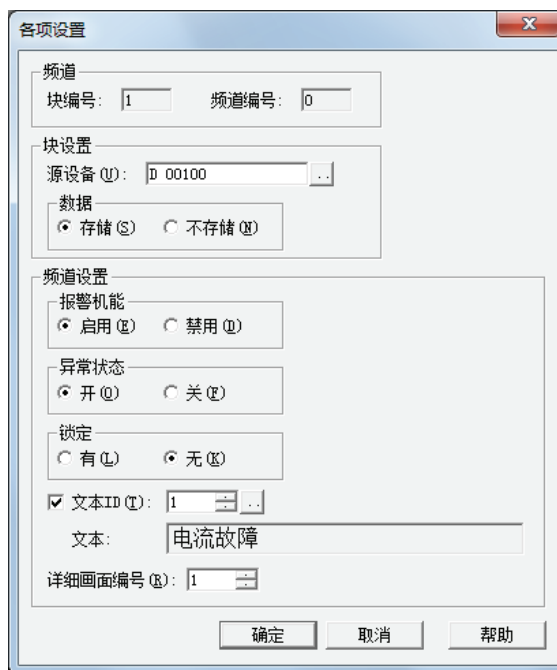 各项设置
频道
块编号: 1 频道编号: 0
块设置
源设备(U): D 00100 ..
数据
存储(S) 不存储(N)
频道设置
报警机能
启用(E) 禁用(D)
异常状态
开(O) 关(F)
锁定
有(L) 无(K)
文本ID(T): 1 ..
文本: 电流故障
详细画面编号(R): 1
确定 取消 帮助